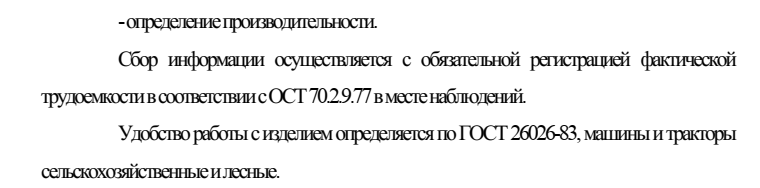 - определение производительности.
Сбор информации осуществляется с обязательной регистрацией фактической
трудоемкости в соответствии с ОСТ 70.2.9.77 в месте наблюдений.
Удобство работы с изделием определяется по ГОСТ 26026-83, машины и тракторы
сельскохозяйственные и лесные.